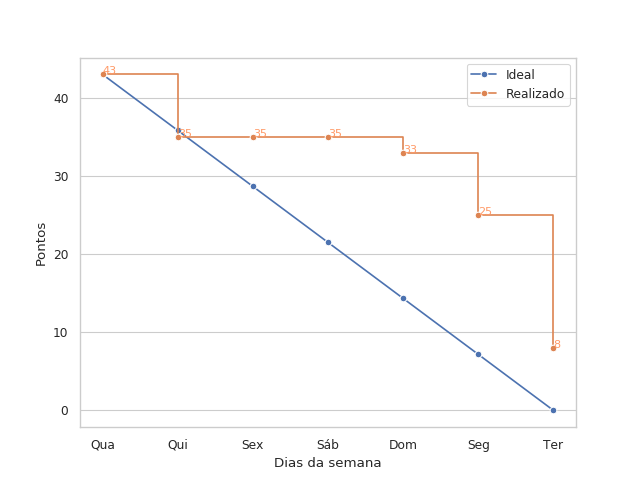 Ideal
Realizado
43
35
35
35
33
25
8
40
30
20
10
0
Pontos
Qua
Qui
Sex
Sáb
Dom
Seg
Ter
Dias da semana